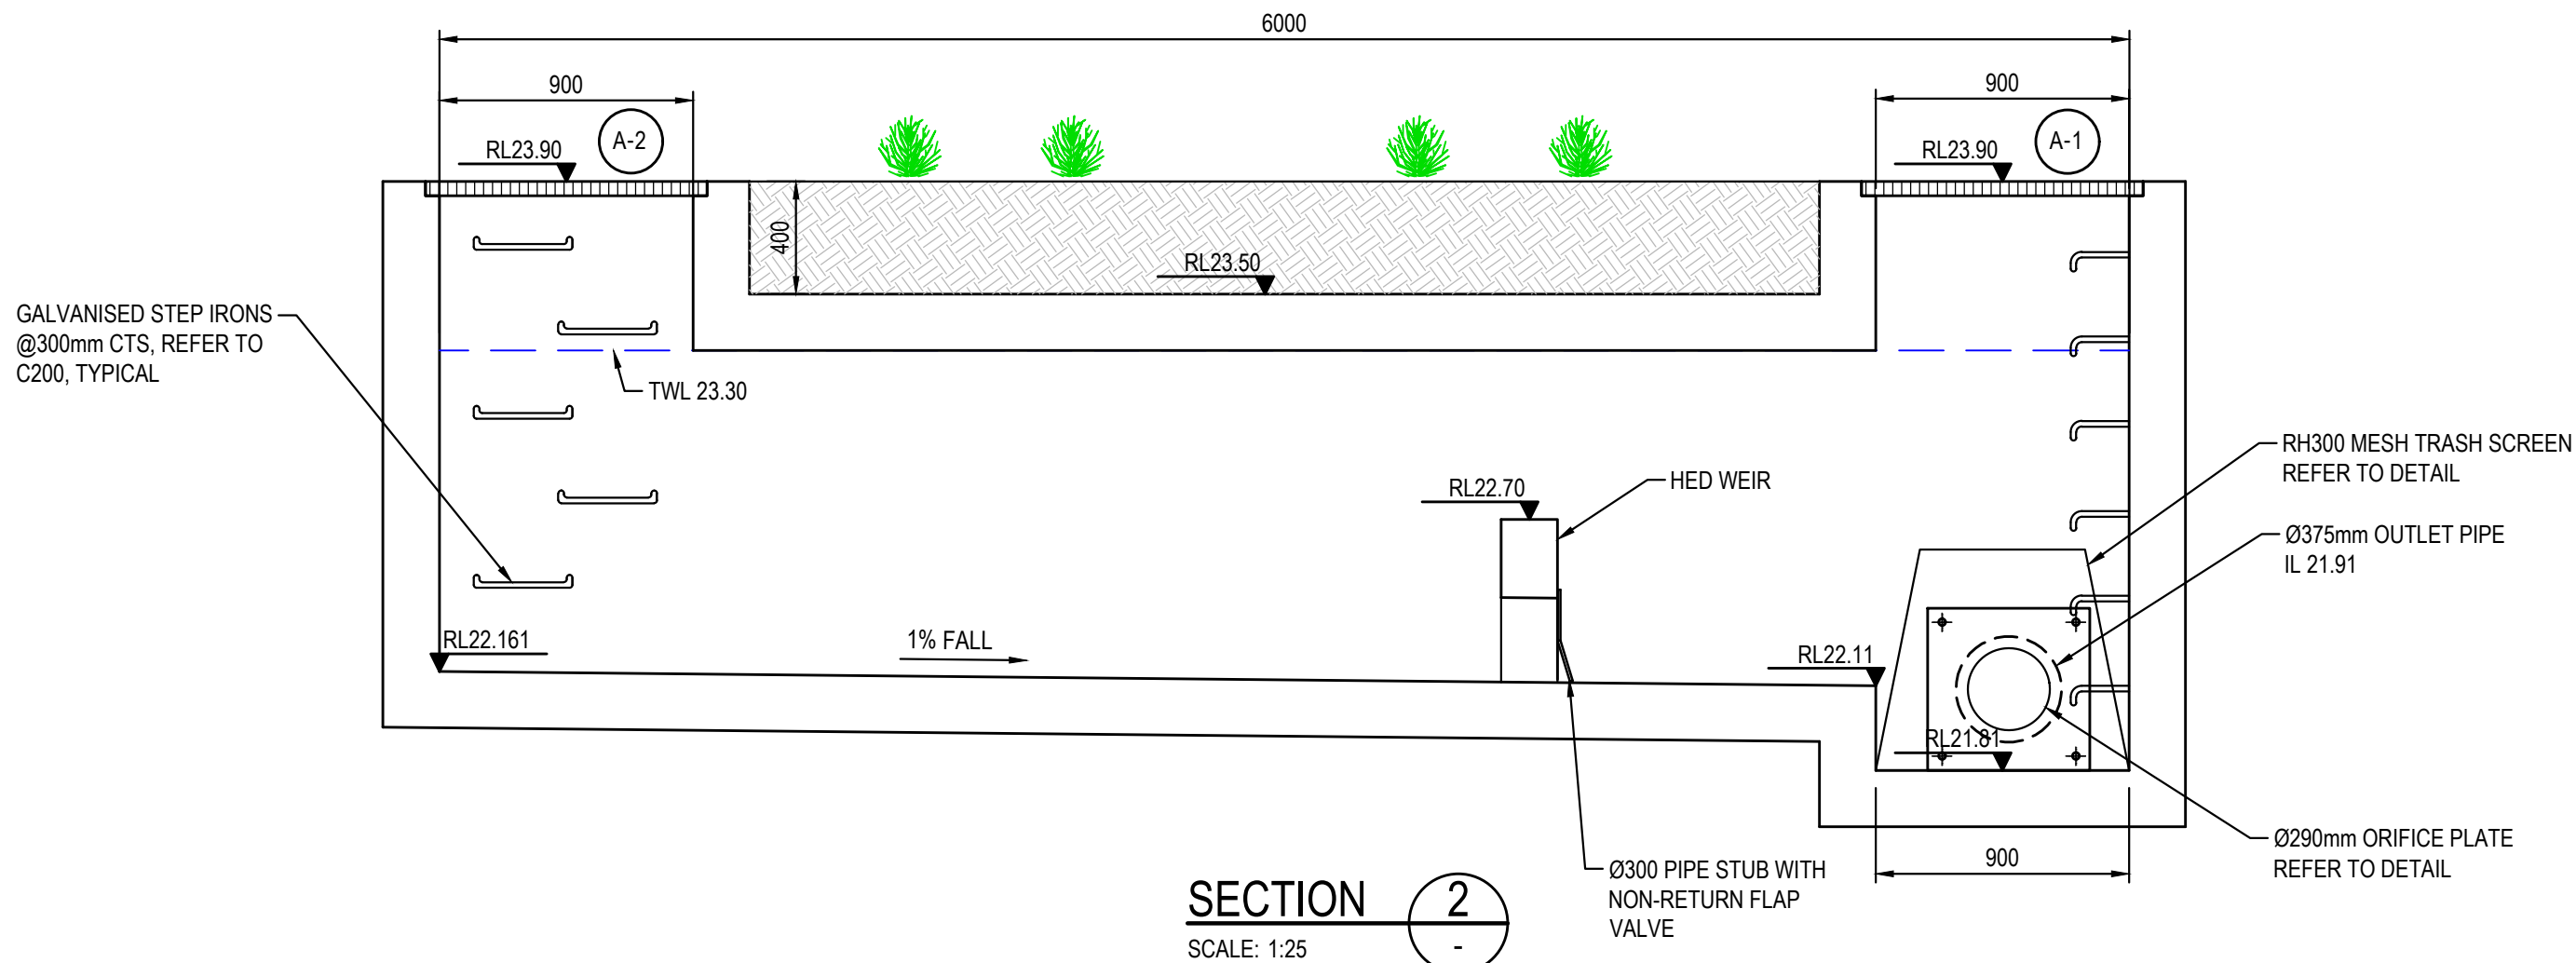 6000
900
900
A-2
A-1
RL23.90
RL23.90
400
RL23.50
GALVANISED STEP IRONS
@300mm CTS, REFER TO
C200, TYPICAL
TWL 23.30
RH300 MESH TRASH SCREEN
REFER TO DETAIL
HED WEIR
RL22.70
Ø375mm OUTLET PIPE
IL 21.91
RL22.161
1% FALL
RL22.11
RL21.81
Ø290mm ORIFICE PLATE
REFER TO DETAIL
900
Ø300 PIPE STUB WITH
NON-RETURN FLAP
VALVE
SECTION 2
SCALE: 1:25 -